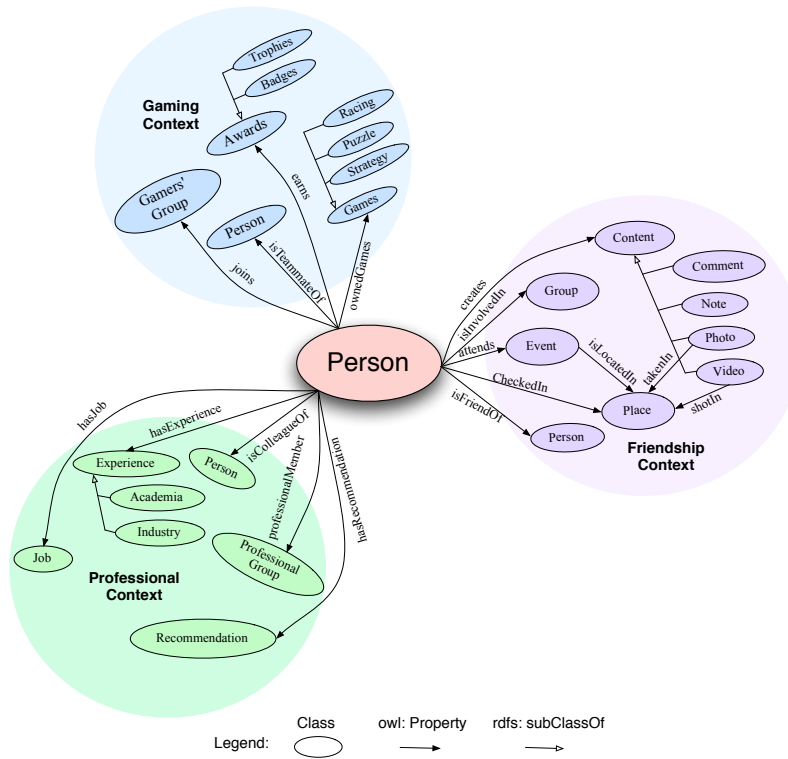 Trophies
Badges
Gaming
Context
Awards
Racing
Puzzle
Strategy
Games
Gamers'
Group
Person
earns
joins
isTeammateOf
ownedGames
Person
Content
Comment
Note
Photo
Video
Group
Event
Place
Person
creates
isInvolvedIn
attends
isLocatedIn
takenIn
shotIn
CheckedIn
isFriendOf
Friendship
Context
hasJob
hasExperience
isColleagueOf
professionalMember
hasRecommendation
Experience
Person
Academia
Industry
Job
Professional
Group
Professional
Context
Recommendation
Class
owl: Property
rdfs: subClassOf
Legend: